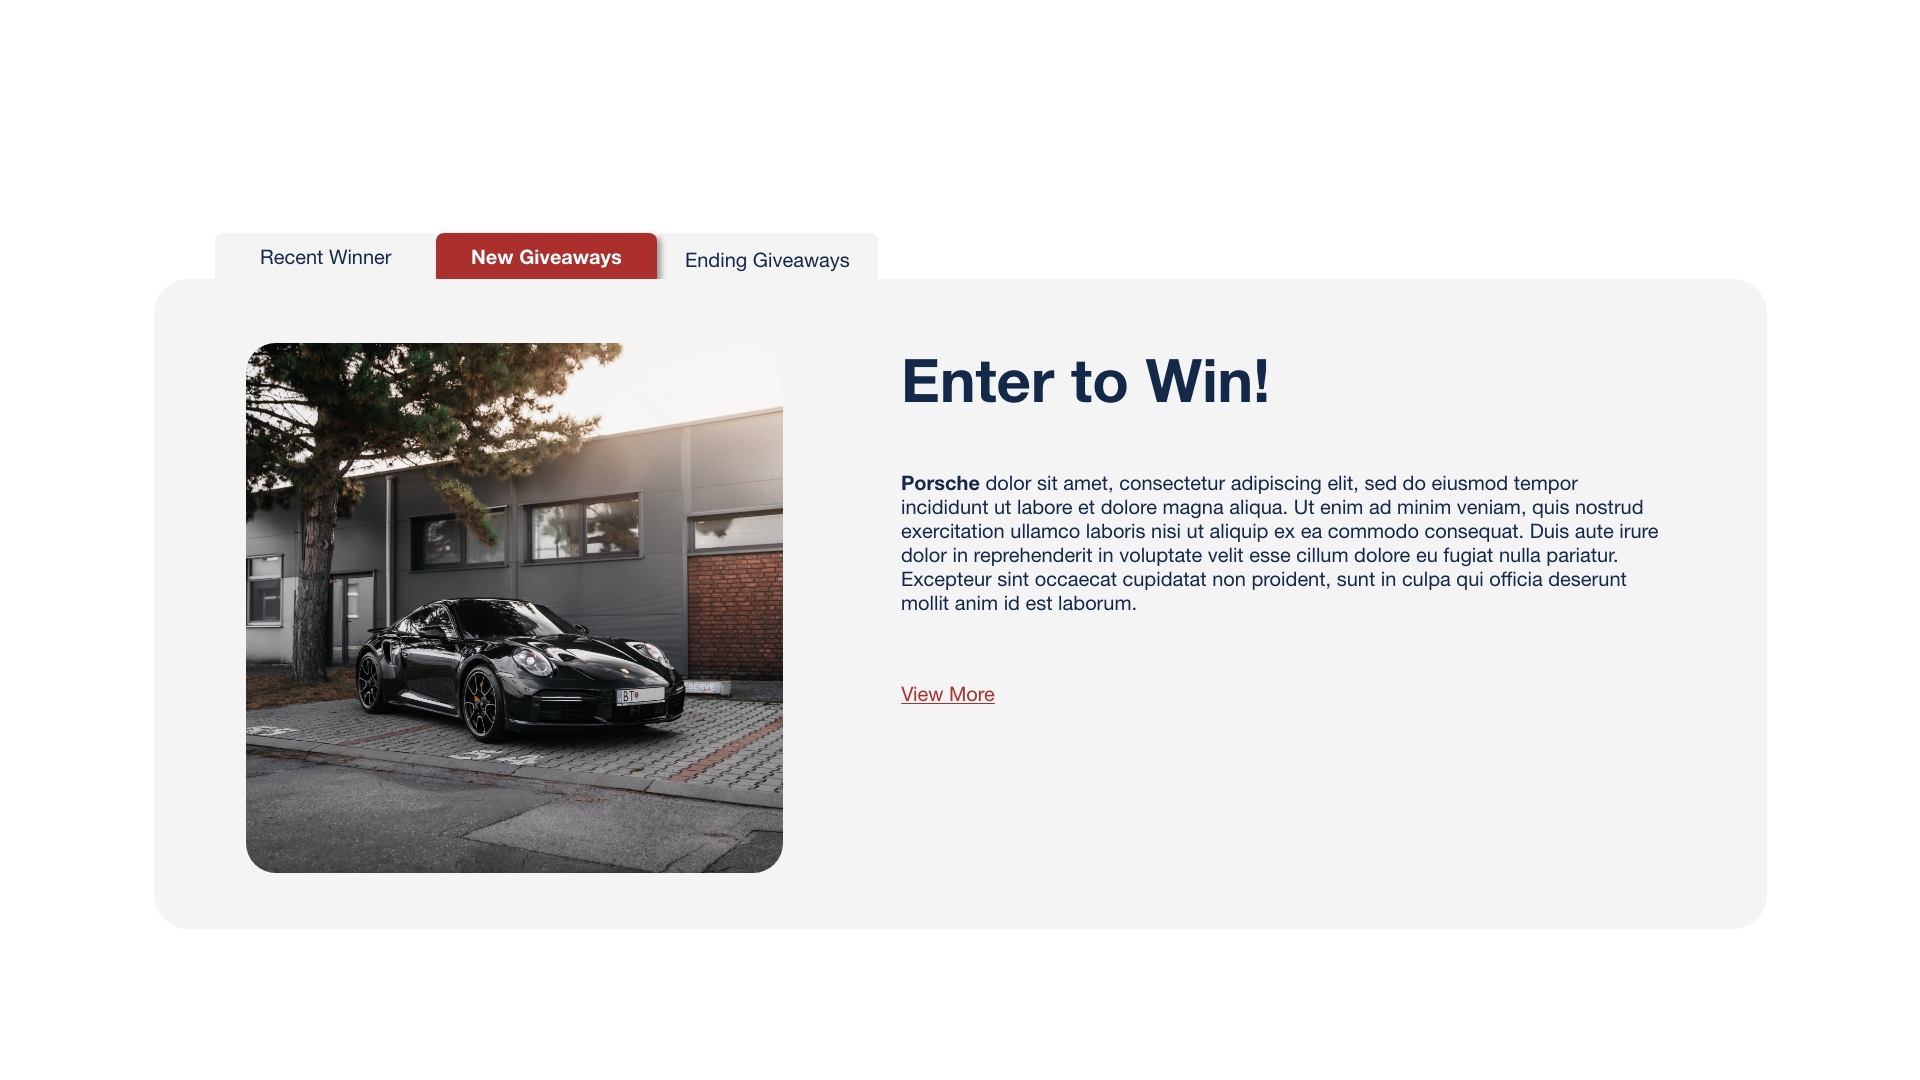 Recent Winner
New Giveaways
Ending Giveaways
Enter to Win!
Porsche dolor sit amet, consectetur adipiscing elit, sed do eiusmod tempor
incididunt ut labore et dolore magna aliqua. Ut enim ad minim veniam, quis nostrud
exercitation ullamco laboris nisi ut aliquip ex ea commodo consequat. Duis aute irure
dolor in reprehenderit in voluptate velit esse cillum dolore eu fugiat nulla pariatur.
Excepteur sint occaecat cupidatat non proident, sunt in culpa qui officia deserunt
mollit anim id est laborum.
View More
BT